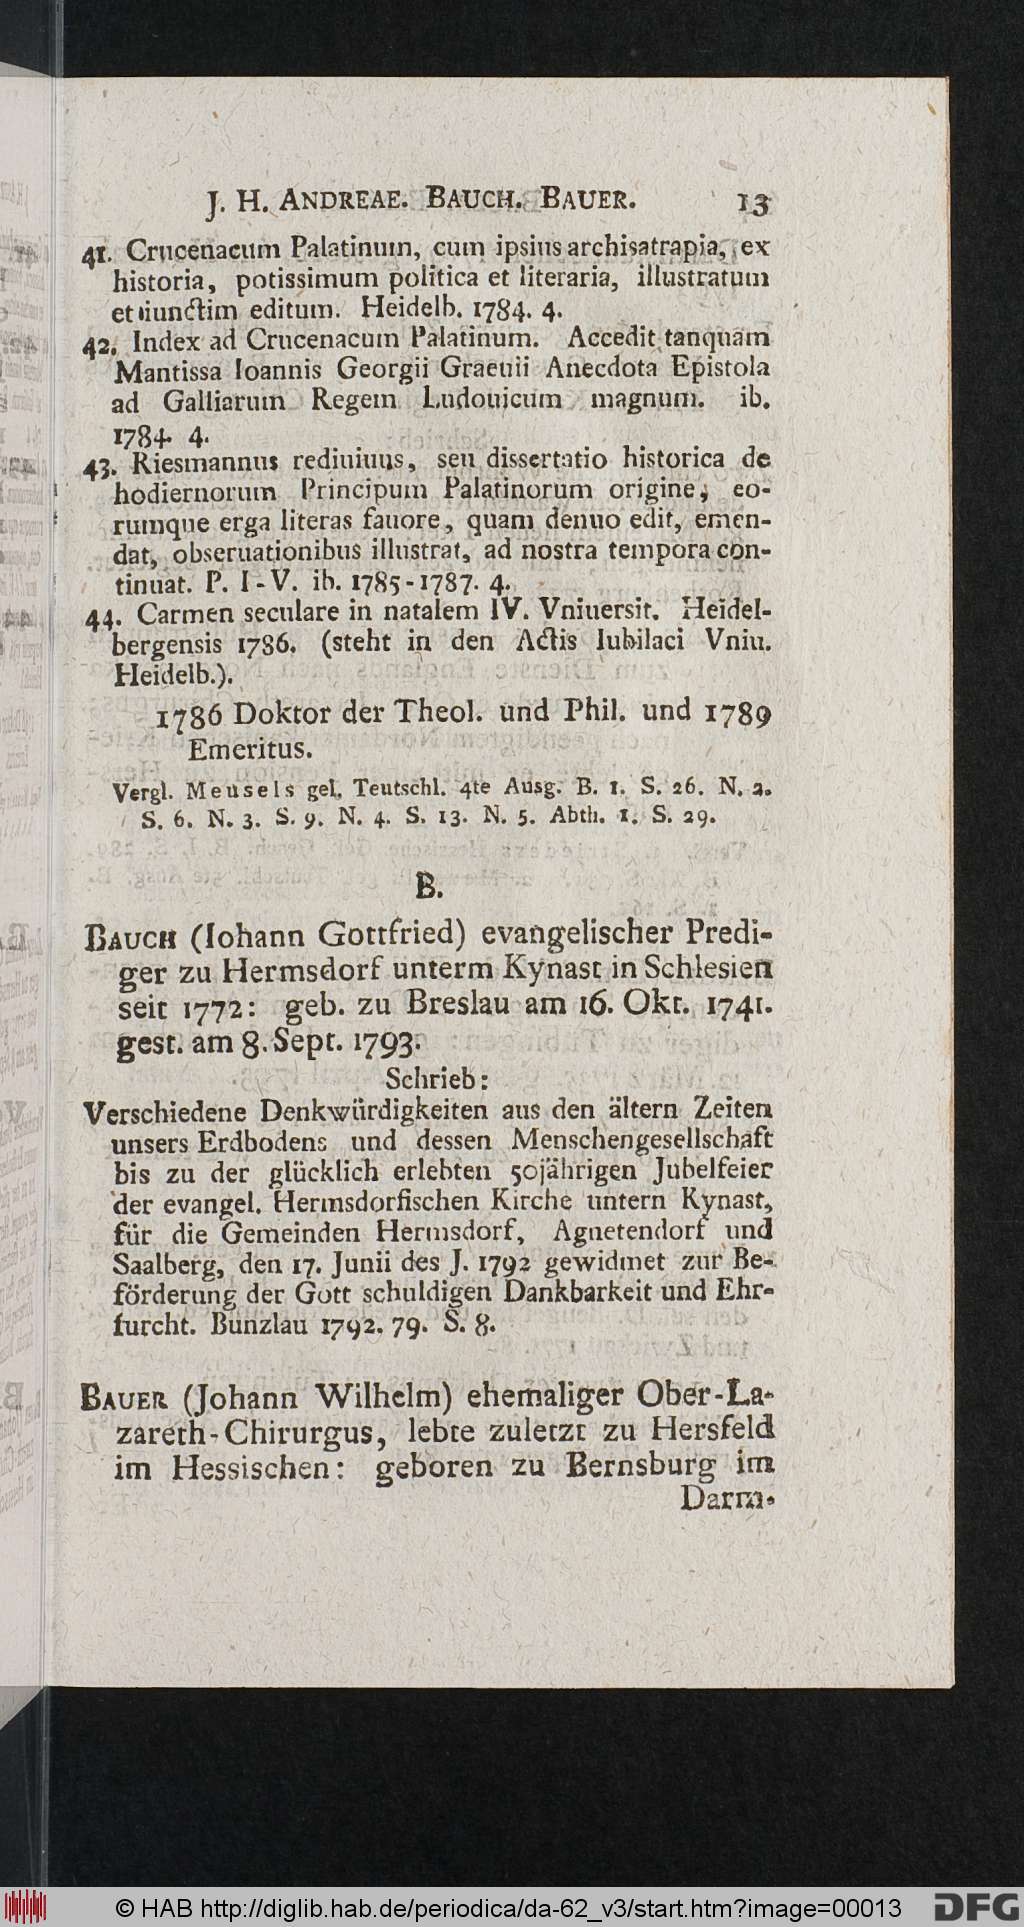 J. H. ANDREAE. BAUCH. BAUER. 13
41. Crucenacum Palatinum, cum ipsius archisatrapia, ex
historia, potissimum politica et literaria, illustratum
et iunctim editum. Heidelb. 1784. 4.
42. Index ad Crucenacum Palatinum. Accedit tanquam
Mantissa Ioannis Georgii Graeuii Anecdota Epistola
ad Galliarum Regem Ludouicum magnum. ib.
1784. 4.
43. Riesmannus rediuiuus, seu dissertatio historica de
hodiernorum Principum Palatinorum origine, eo-
rumque erga literas fauore, quam denuo edit, emen-
dat, obseruationibus illustrat, ad nostra tempora con-
tinuat. P. I-V. ib. 1785-1787. 4.
44. Carmen seculare in natalem IV. Vniuersit. Heidel-
bergensis 1786. (steht in den Actis Iubilaei Vniu.
Heidelb.).
1786 Doktor der Theol. und Phil. und 1789
Emeritus.
Vergl. Meusels gel. Teutschl. 4te Ausg. B. 1. S. 26. N. 2.
S. 6. N. 3. S. 9. N. 4. S. 13. N. 5. Abth. 1. S. 29.
B.
BAUCH (Iohann Gottfried) evangelischer Predi-
ger zu Hermsdorf unterm Kynast in Schlesien
seit 1772: geb. zu Breslau am 16. Okt. 1741.
gest. am 8. Sept. 1793.
Schrieb:
Verschiedene Denkwürdigkeiten aus den ältern Zeiten
unsers Erdbodens und dessen Menschengesellschaft
bis zu der glücklich erlebten 50jährigen Jubelfeier
der evangel. Hermsdorfischen Kirche untern Kynast,
für die Gemeinden Hermsdorf, Agnetendorf und
Saalberg, den 17. Junii des J. 1792 gewidmet zur Be-
förderung der Gott schuldigen Dankbarkeit und Ehr-
furcht. Bunzlau 1792. 79. S. 8.
BAUER (Johann Wilhelm) ehemaliger Ober-La-
zareth-Chirurgus, lebte zuletzt zu Hersfeld
im Hessischen: geboren zu Bernsburg im
Darm-
© HAB http://diglib.hab.de/periodica/da-62_v3/start.htm?image=00013
DFG